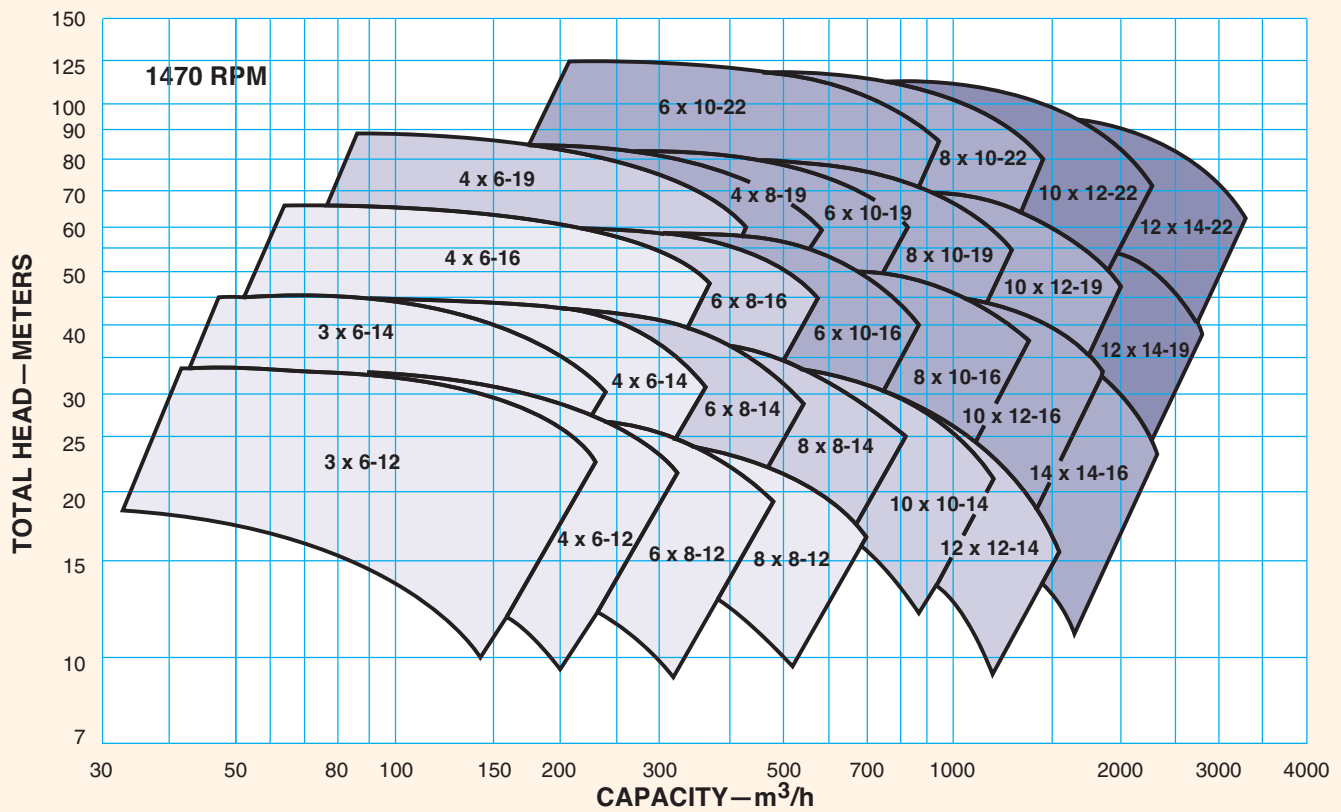 150
125
100
90
80
70
60
50
40
30
25
20
15
10
7
TOTAL HEAD—METERS
1470 RPM
6 x 10-22
8 x 10-22
10 x 12-22
12 x 14-22
4 x 6-19
4 x 8-19
6 x 10-19
8 x 10-19
10 x 12-19
12 x 14-19
4 x 6-16
6 x 8-16
6 x 10-16
8 x 10-16
10 x 12-16
14 x 14-16
3 x 6-14
4 x 6-14
6 x 8-14
8 x 8-14
10 x 10-14
12 x 12-14
3 x 6-12
4 x 6-12
6 x 8-12
8 x 8-12
30 50 80 100 150 200 300 500 700 1000 2000 3000 4000
CAPACITY—m³/h